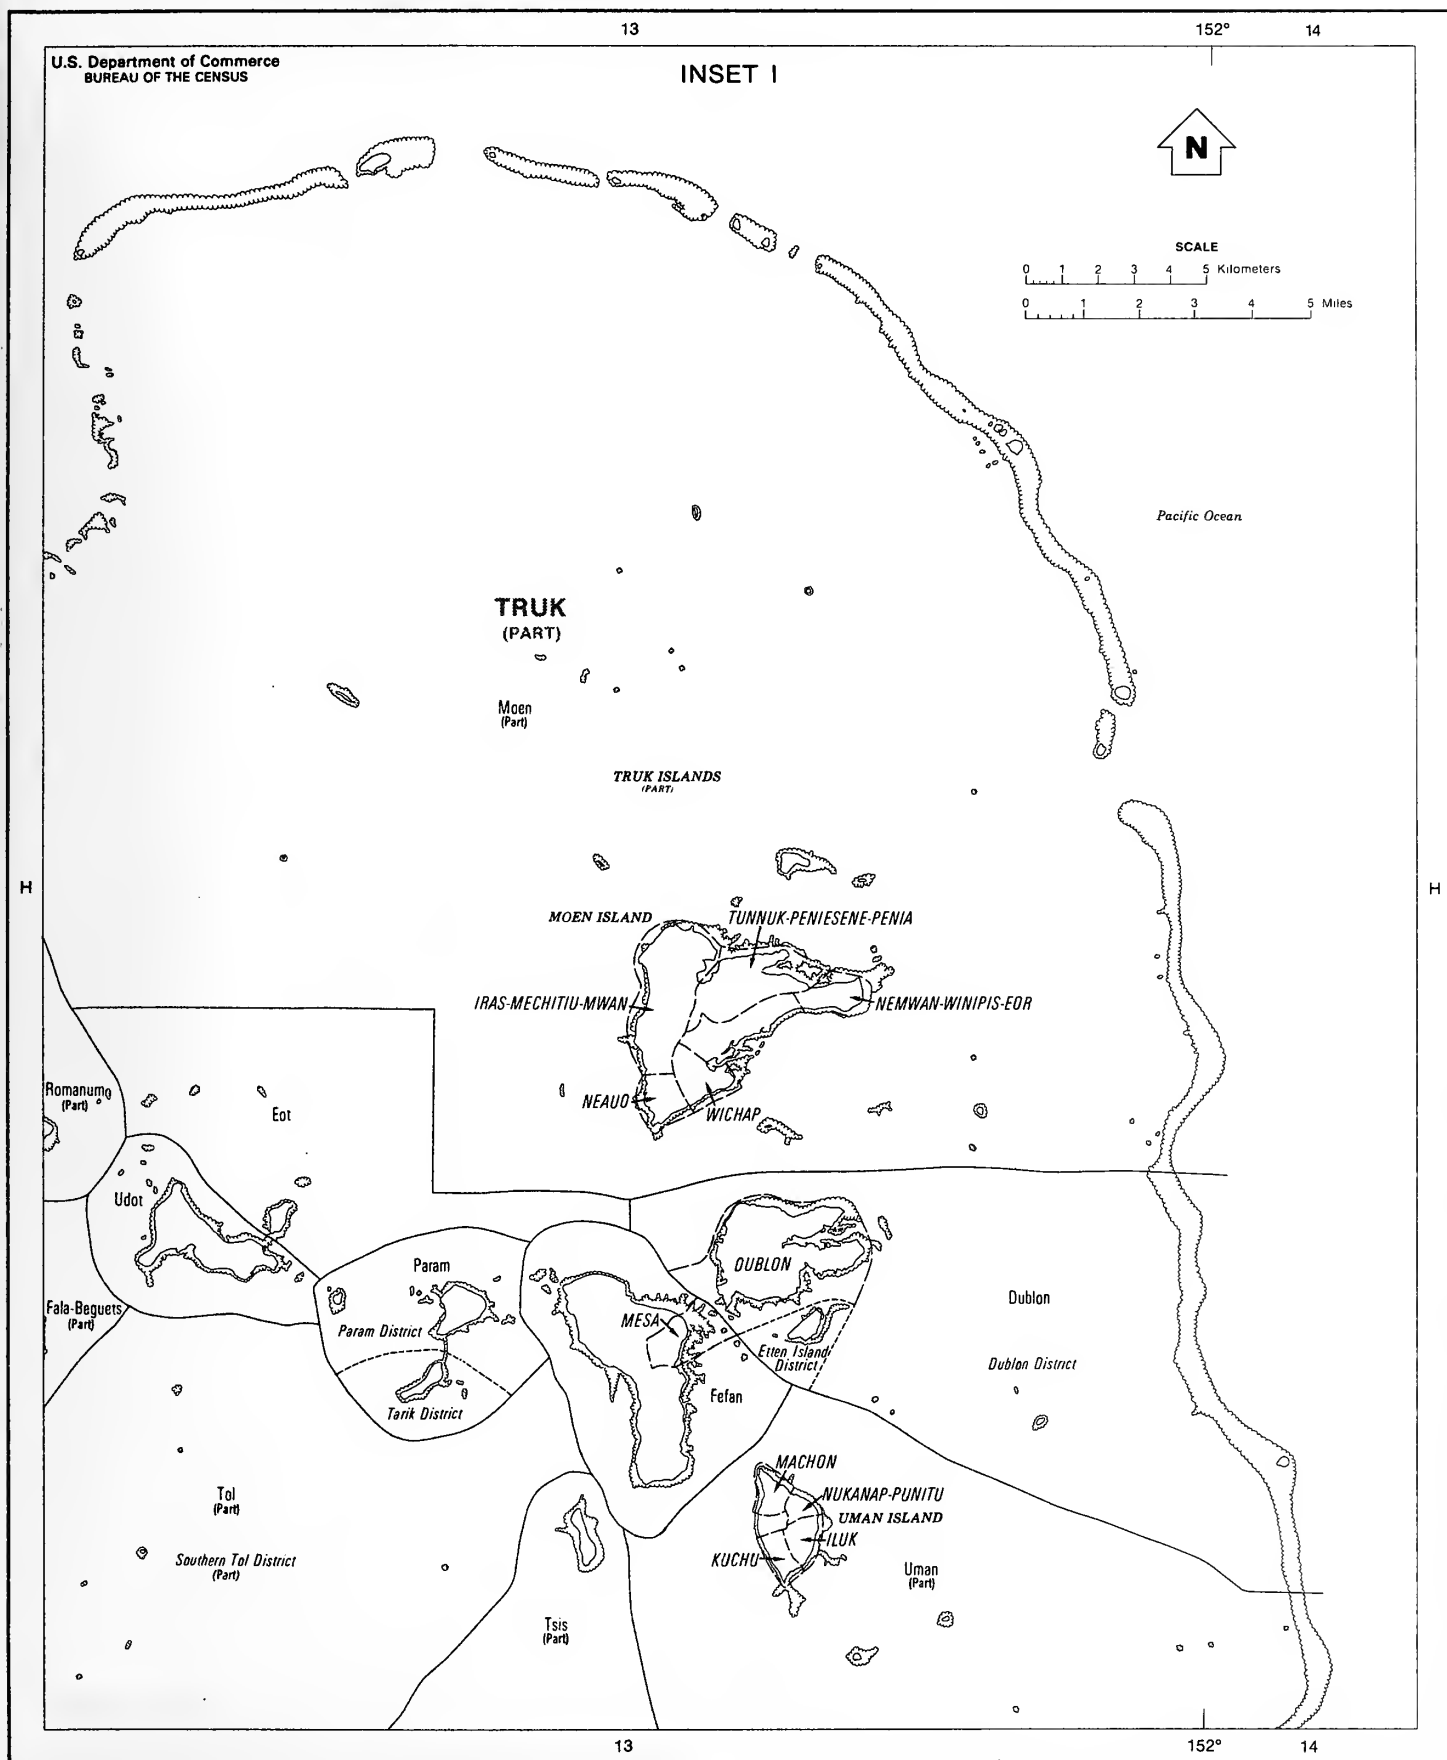 13
152°
14
U.S. Department of Commerce
BUREAU OF THE CENSUS
INSET I
N
SCALE
0 1 2 3 4 5 Kilometers
0 1 2 3 4 5 Miles
Pacific Ocean
TRUK
(PART)
Moen
(Part)
TRUK ISLANDS
(PART)
H
H
MOEN ISLAND
TUNNUK-PENIESENE-PENIA
IRAS-MECHITIU-MWAN
NEMWAN-WINIPIS-EOR
NEAUO
WICHAP
Romanum
(Part)
Eot
Udot
Param
DUBLON
Fala-Beguets
(Part)
Dublon
MESA
Param District
Etten Island
District
Dublon District
Fefan
Tarik District
MACHON
Tol
(Part)
NUKANAP-PUNITU
UMAN ISLAND
ILUK
KUCHU
Southern Tol District
(Part)
Uman
(Part)
Tsis
(Part)
13
152°
14